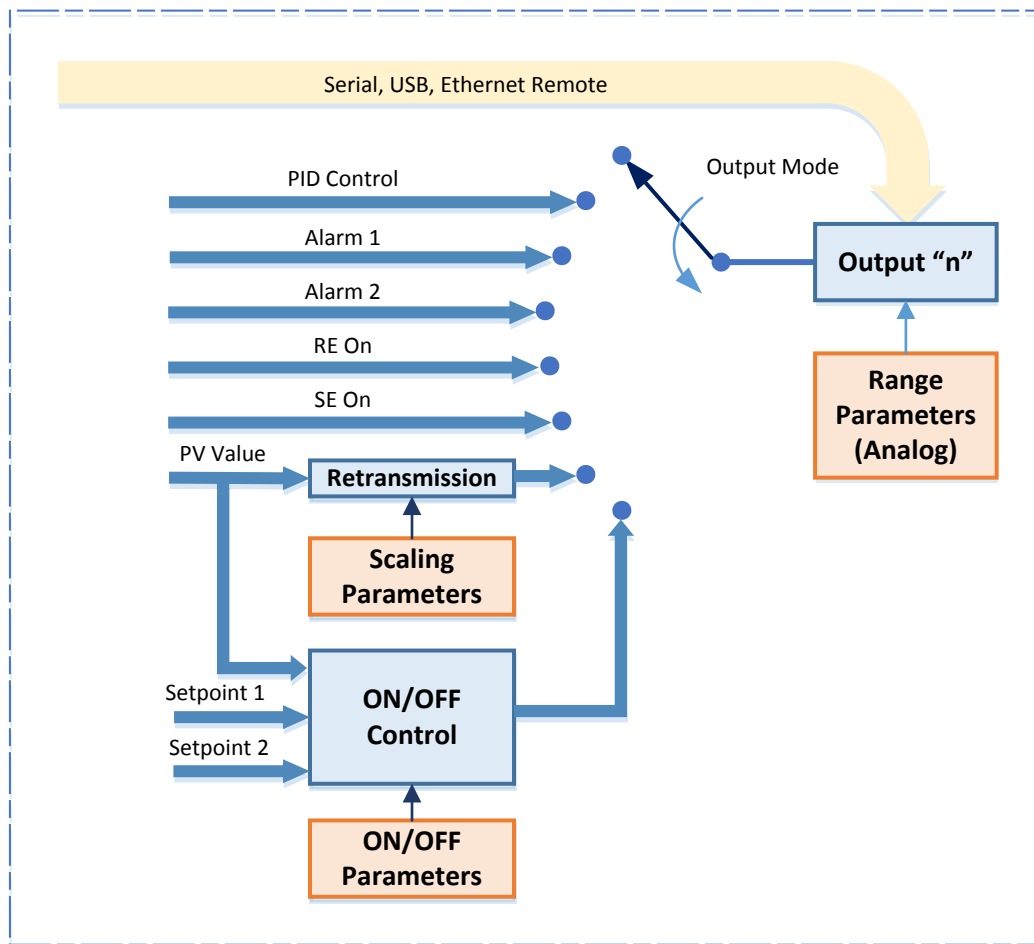 Serial, USB, Ethernet Remote
Output Mode
PID Control
Alarm 1
Output “n”
Alarm 2
RE On
Range
Parameters
(Analog)
SE On
PV Value
Retransmission
Scaling
Parameters
Setpoint 1
ON/OFF
Control
Setpoint 2
ON/OFF
Parameters